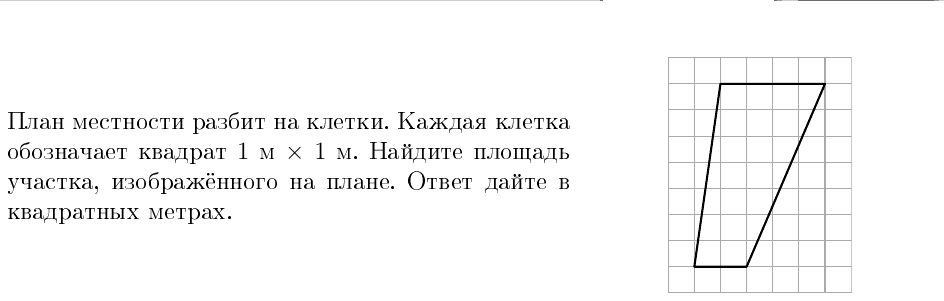 План местности разбит на клетки. Каждая клетка
обозначает квадрат 1 м × 1 м. Найдите площадь
участка, изображённого на плане. Ответ дайте в
квадратных метрах.